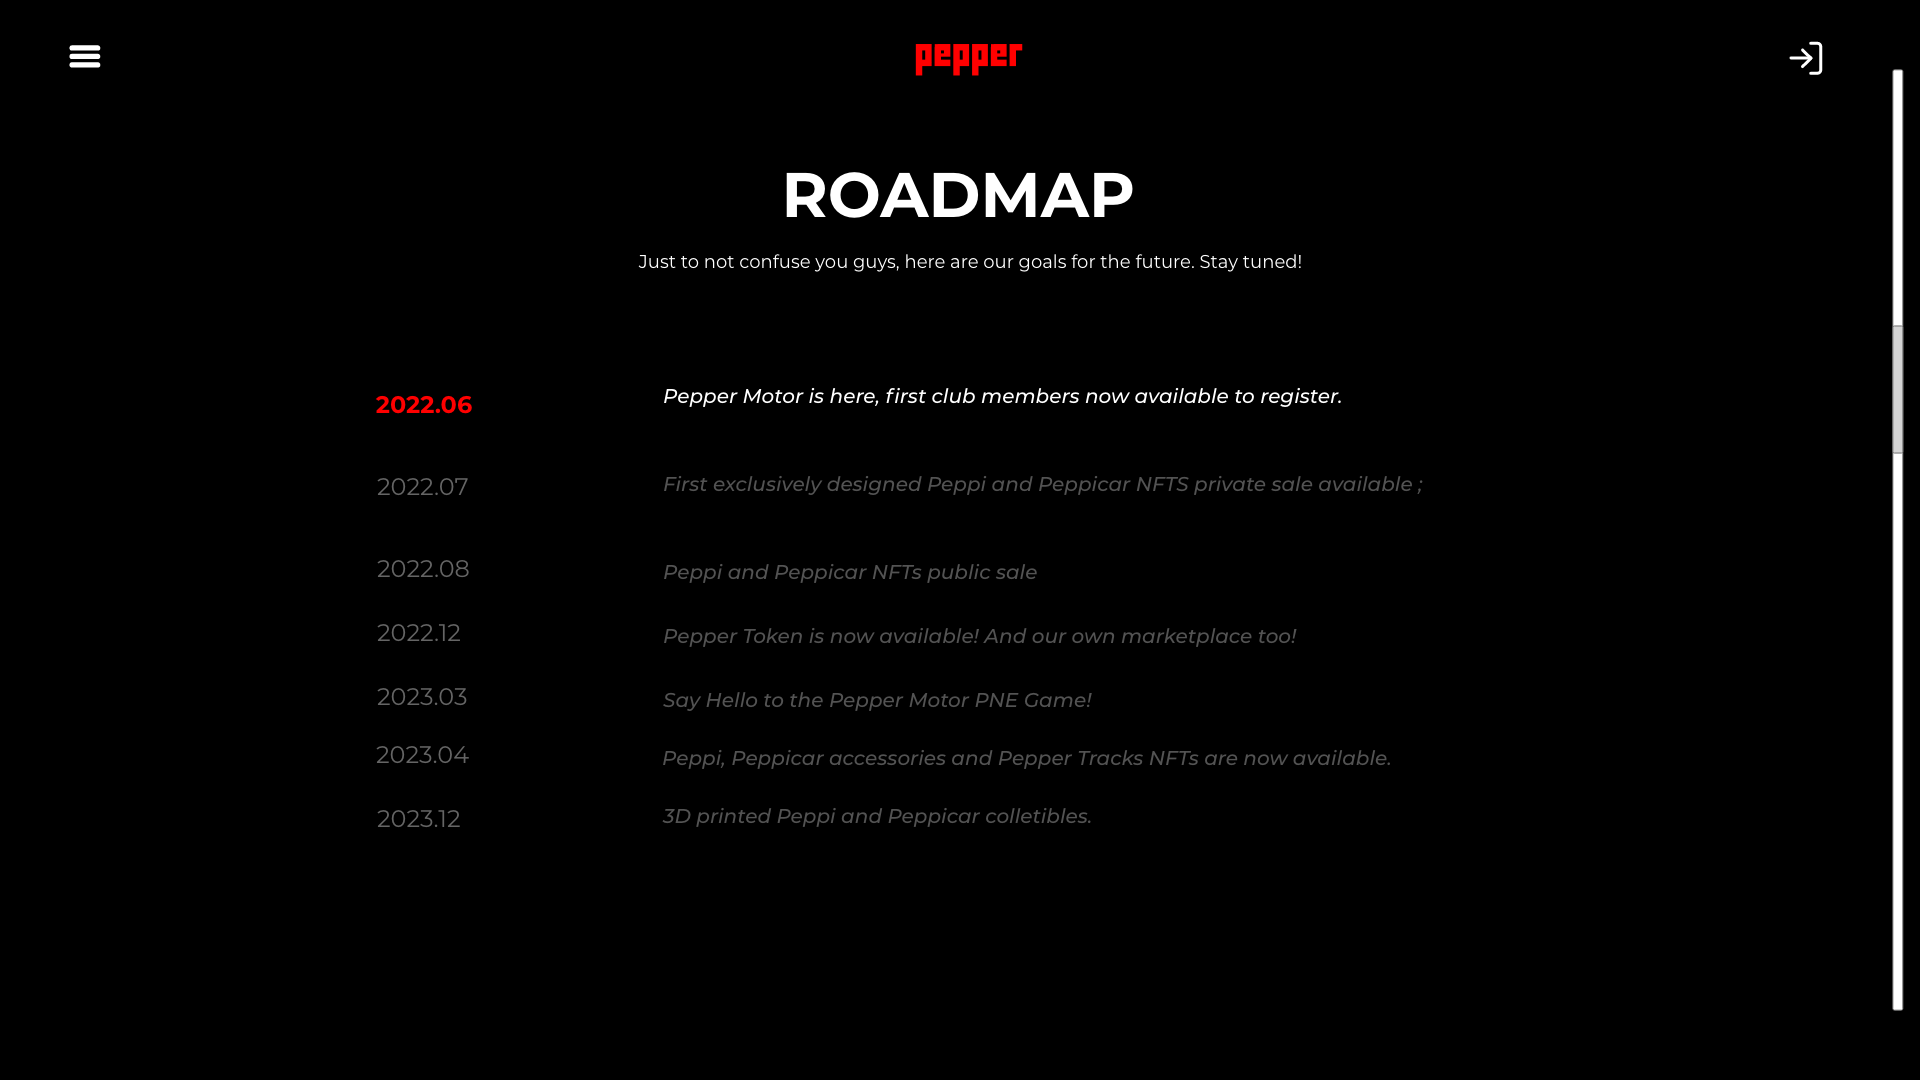 pepper
ROADMAP
Just to not confuse you guys, here are our goals for the future. Stay tuned!
2022.06 Pepper Motor is here, first club members now available to register.
2022.07 First exclusively designed Peppi and Peppicar NFTS private sale available ;
2022.08 Peppi and Peppicar NFTs public sale
2022.12 Pepper Token is now available! And our own marketplace too!
2023.03 Say Hello to the Pepper Motor PNE Game!
2023.04 Peppi, Peppicar accessories and Pepper Tracks NFTs are now available.
2023.12 3D printed Peppi and Peppicar colletibles.